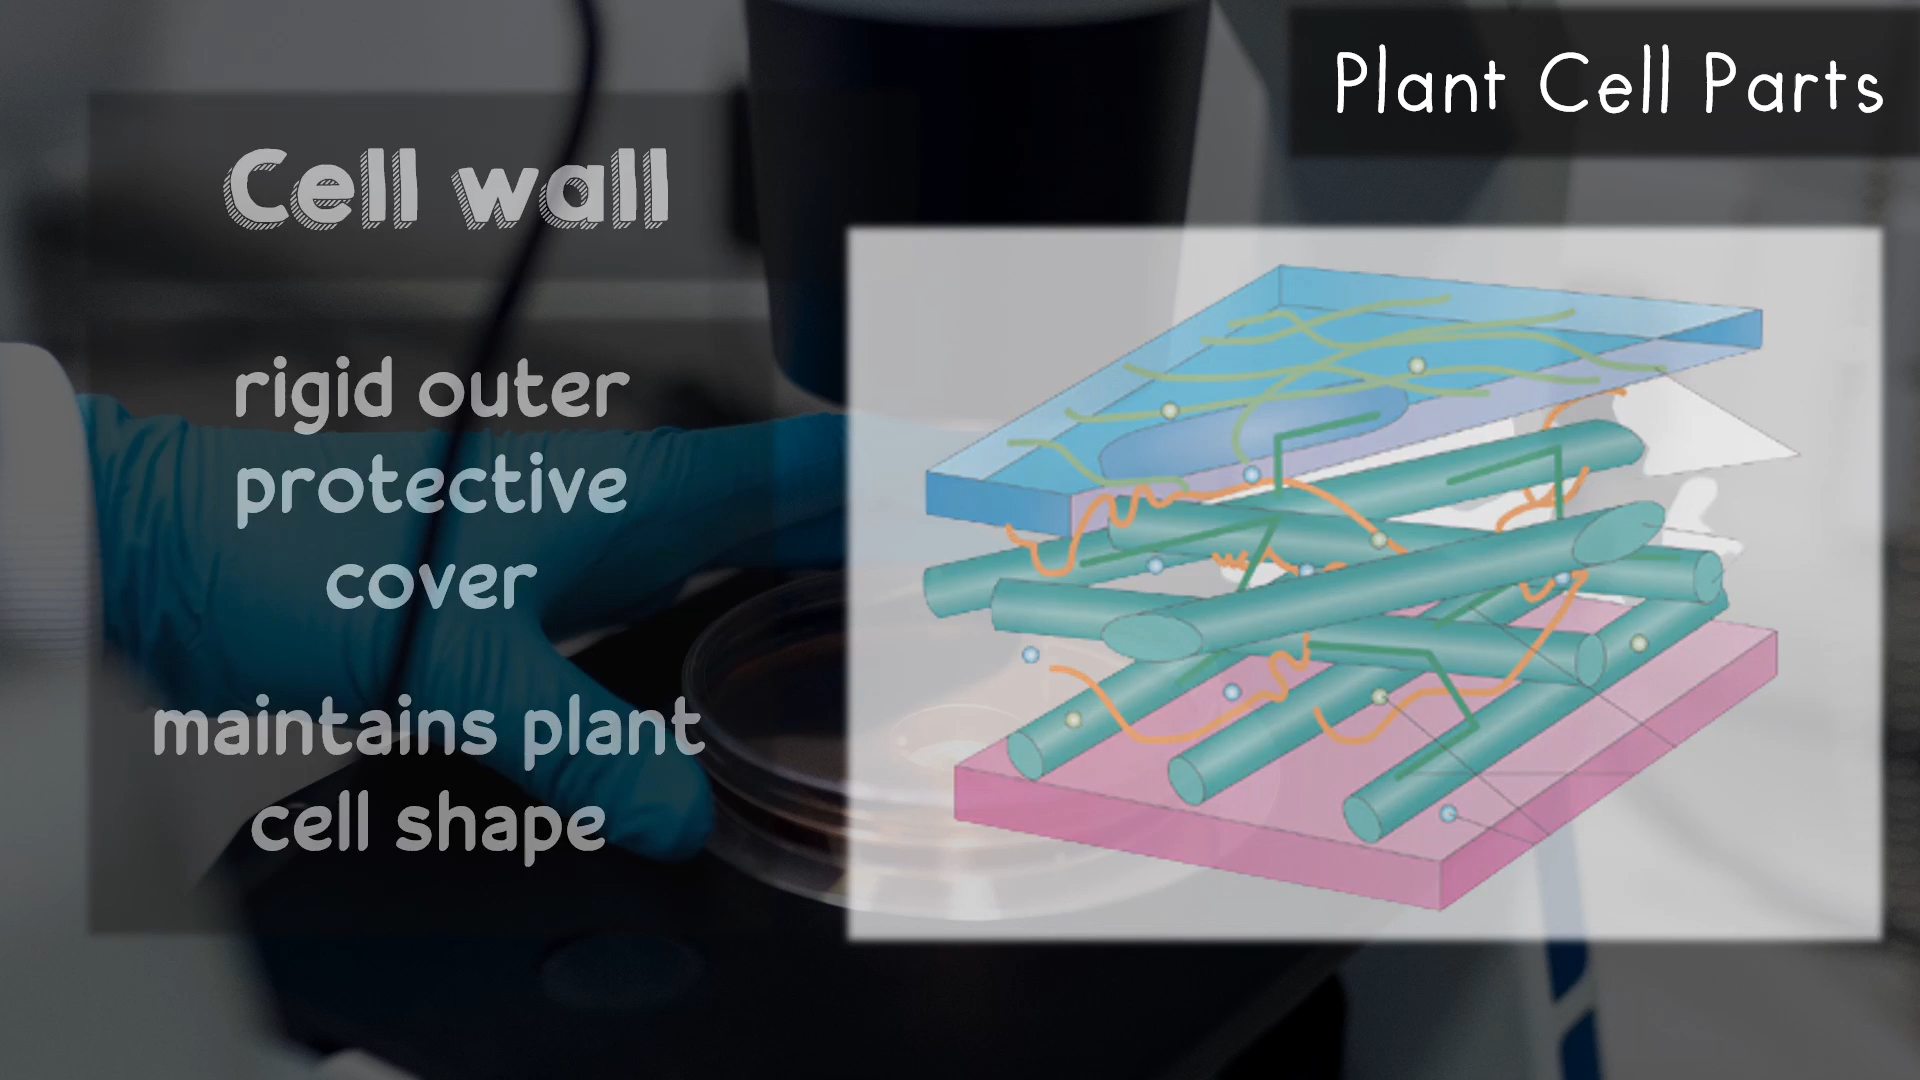 Plant Cell Parts
Cell wall
rigid outer
protective
cover
maintains plant
cell shape